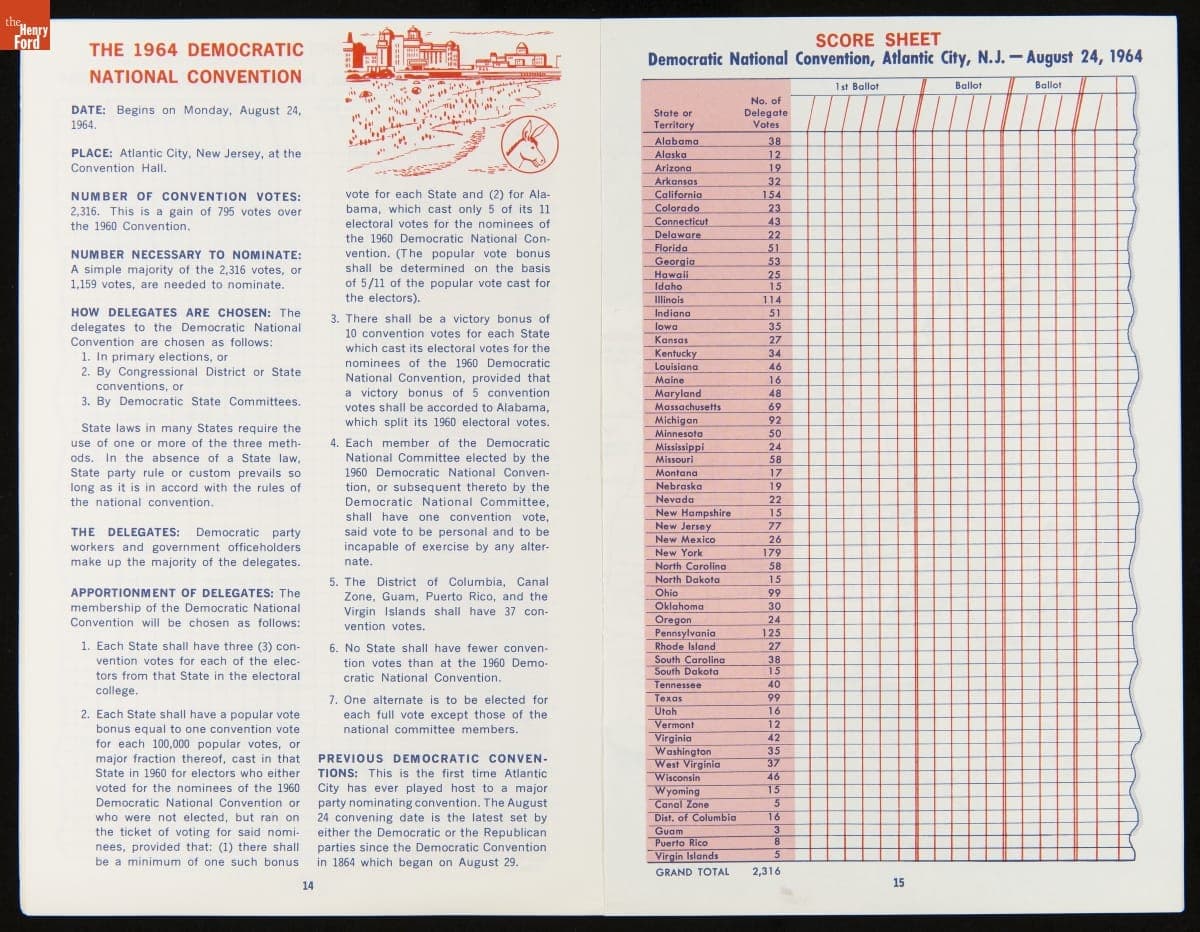 the
Henry
Ford
THE 1964 DEMOCRATIC
NATIONAL CONVENTION
DATE: Begins on Monday, August 24,
1964.
PLACE: Atlantic City, New Jersey, at the
Convention Hall.
NUMBER OF CONVENTION VOTES:
2,316. This is a gain of 795 votes over
the 1960 Convention.
NUMBER NECESSARY TO NOMINATE:
A simple majority of the 2,316 votes, or
1,159 votes, are needed to nominate.
HOW DELEGATES ARE CHOSEN: The
delegates to the Democratic National
Convention are chosen as follows:
1. In primary elections, or
2. By Congressional District or State
conventions, or
3. By Democratic State Committees.
State laws in many States require the
use of one or more of the three meth-
ods. In the absence of a State law,
State party rule or custom prevails so
long as it is in accord with the rules of
the national convention.
THE DELEGATES: Democratic party
workers and government officeholders
make up the majority of the delegates.
APPORTIONMENT OF DELEGATES: The
membership of the Democratic National
Convention will be chosen as follows:
1. Each State shall have three (3) con-
vention votes for each of the elec-
tors from that State in the electoral
college.
2. Each State shall have a popular vote
bonus equal to one convention vote
for each 100,000 popular votes, or
major fraction thereof, cast in that
State in 1960 for electors who either
voted for the nominees of the 1960
Democratic National Convention or
who were not elected, but ran on
the ticket of voting for said nomi-
nees, provided that: (1) there shall
be a minimum of one such bonus
vote for each State and (2) for Ala-
bama, which cast only 5 of its 11
electoral votes for the nominees of
the 1960 Democratic National Con-
vention. (The popular vote bonus
shall be determined on the basis
of 5/11 of the popular vote cast for
the electors).
3. There shall be a victory bonus of
10 convention votes for each State
which cast its electoral votes for the
nominees of the 1960 Democratic
National Convention, provided that
a victory bonus of 5 convention
votes shall be accorded to Alabama,
which split its 1960 electoral votes.
4. Each member of the Democratic
National Committee elected by the
1960 Democratic National Conven-
tion, or subsequent thereto by the
Democratic National Committee,
shall have one convention vote,
said vote to be personal and to be
incapable of exercise by any alter-
nate.
5. The District of Columbia, Canal
Zone, Guam, Puerto Rico, and the
Virgin Islands shall have 37 con-
vention votes.
6. No State shall have fewer conven-
tion votes than at the 1960 Demo-
cratic National Convention.
7. One alternate is to be elected for
each full vote except those of the
national committee members.
PREVIOUS DEMOCRATIC CONVEN-
TIONS: This is the first time Atlantic
City has ever played host to a major
party nominating convention. The August
24 convening date is the latest set by
either the Democratic or the Republican
parties since the Democratic Convention
in 1864 which began on August 29.
14
SCORE SHEET
Democratic National Convention, Atlantic City, N.J. — August 24, 1964
1st Ballot Ballot Ballot
State or
Territory
No. of
Delegate
Votes
Alabama 38
Alaska 12
Arizona 19
Arkansas 32
California 154
Colorado 23
Connecticut 43
Delaware 22
Florida 51
Georgia 53
Hawaii 25
Idaho 15
Illinois 114
Indiana 51
Iowa 35
Kansas 27
Kentucky 34
Louisiana 46
Maine 16
Maryland 48
Massachusetts 69
Michigan 92
Minnesota 50
Mississippi 24
Missouri 58
Montana 17
Nebraska 19
Nevada 22
New Hampshire 15
New Jersey 77
New Mexico 26
New York 179
North Carolina 58
North Dakota 15
Ohio 99
Oklahoma 30
Oregon 24
Pennsylvania 125
Rhode Island 27
South Carolina 38
South Dakota 15
Tennessee 40
Texas 99
Utah 16
Vermont 12
Virginia 42
Washington 35
West Virginia 37
Wisconsin 46
Wyoming 15
Canal Zone 5
Dist. of Columbia 16
Guam 3
Puerto Rico 8
Virgin Islands 5
GRAND TOTAL 2,316
15